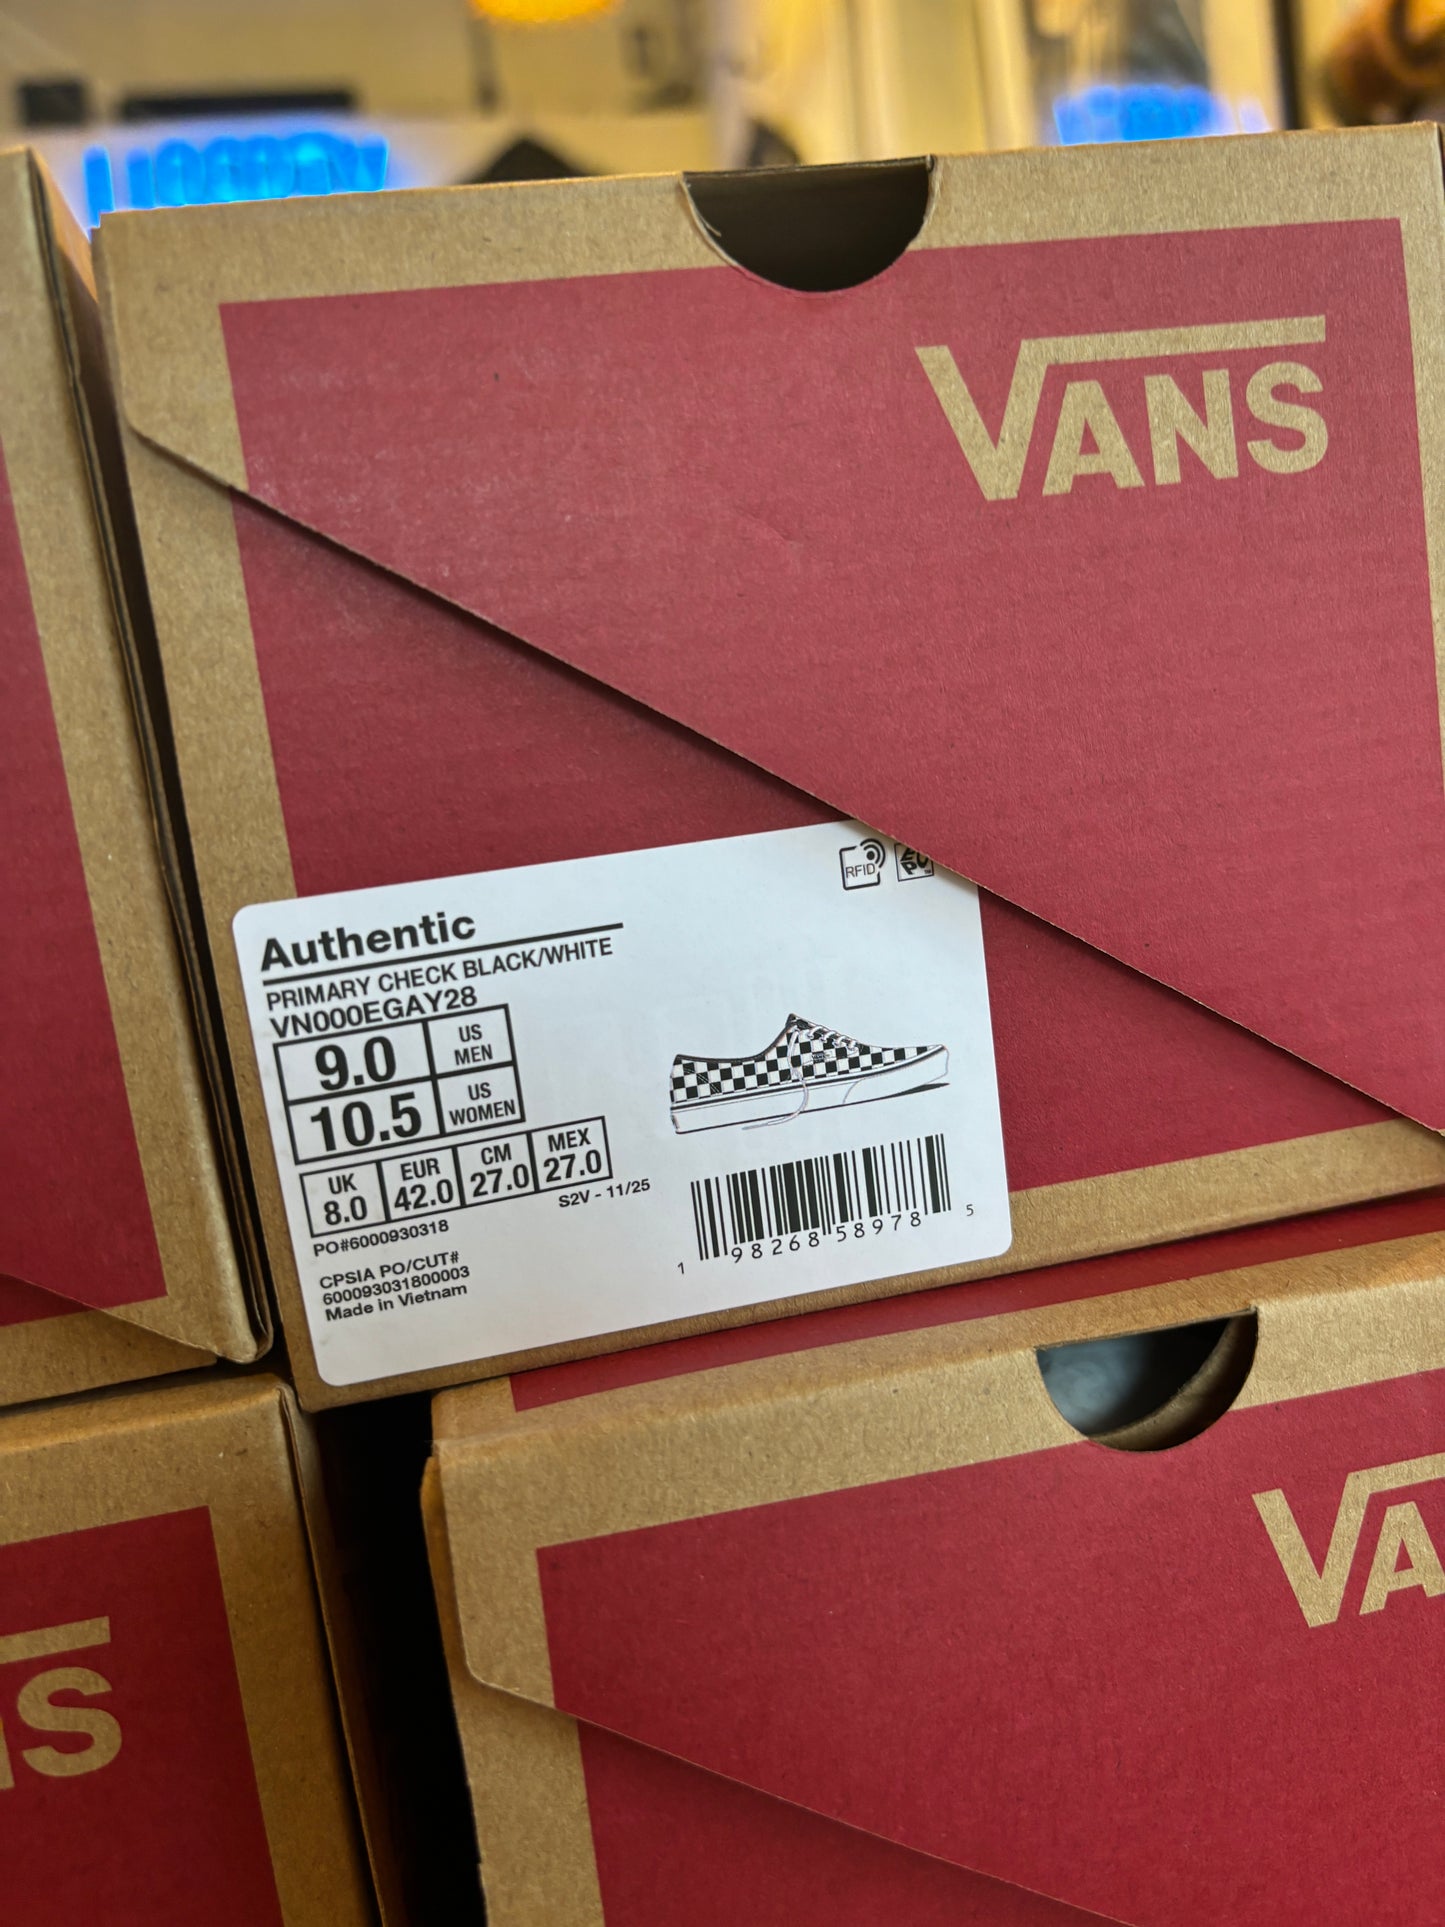 VANS
RFID
Authentic
PRIMARY CHECK BLACK/WHITE
VN000EGAY28
9.0 US MEN
10.5 US WOMEN
UK EUR CM MEX
8.0 42.0 27.0 27.0
PO#6000930318 S2V - 11/25
CPSIA PO/CUT#
600093031800003
Made in Vietnam
1 98268 58978 5
VA
NS